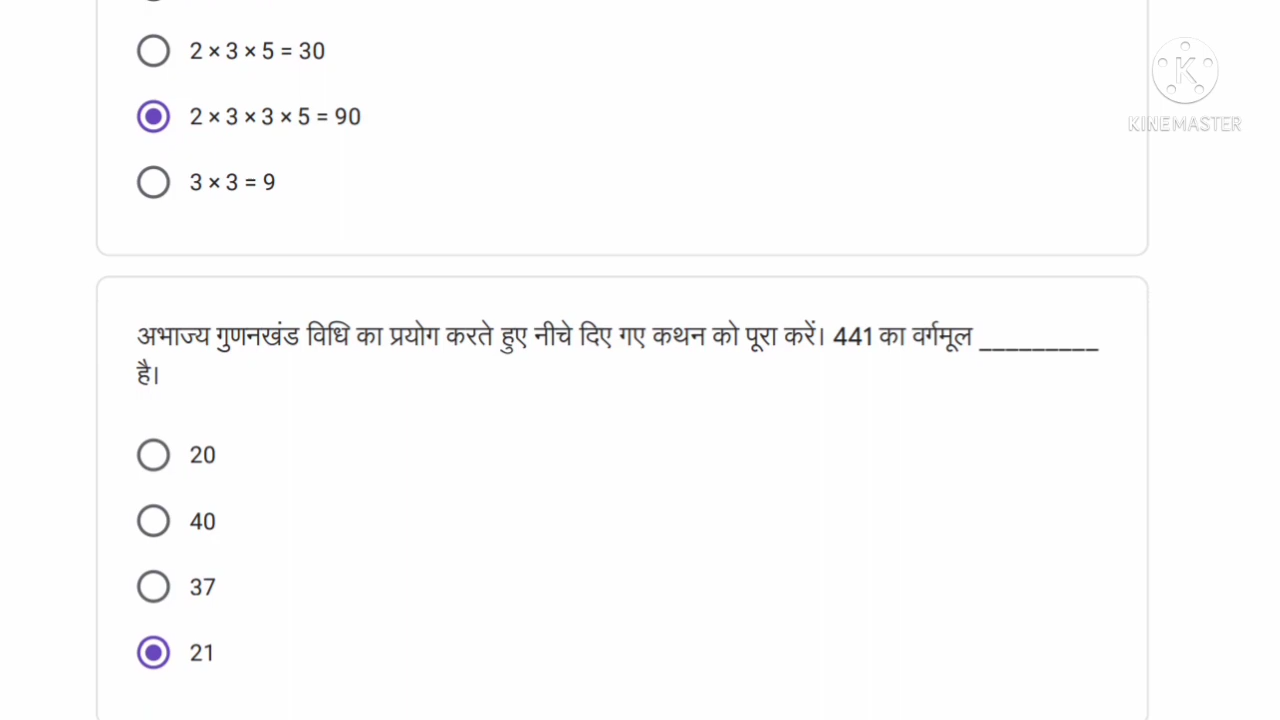 2 × 3 × 5 = 30
2 × 3 × 3 × 5 = 90
3 × 3 = 9
KINEMASTER
अभाज्य गुणनखंड विधि का प्रयोग करते हुए नीचे दिए गए कथन को पूरा करें। 441 का वर्गमूल _________
है।
20
40
37
21